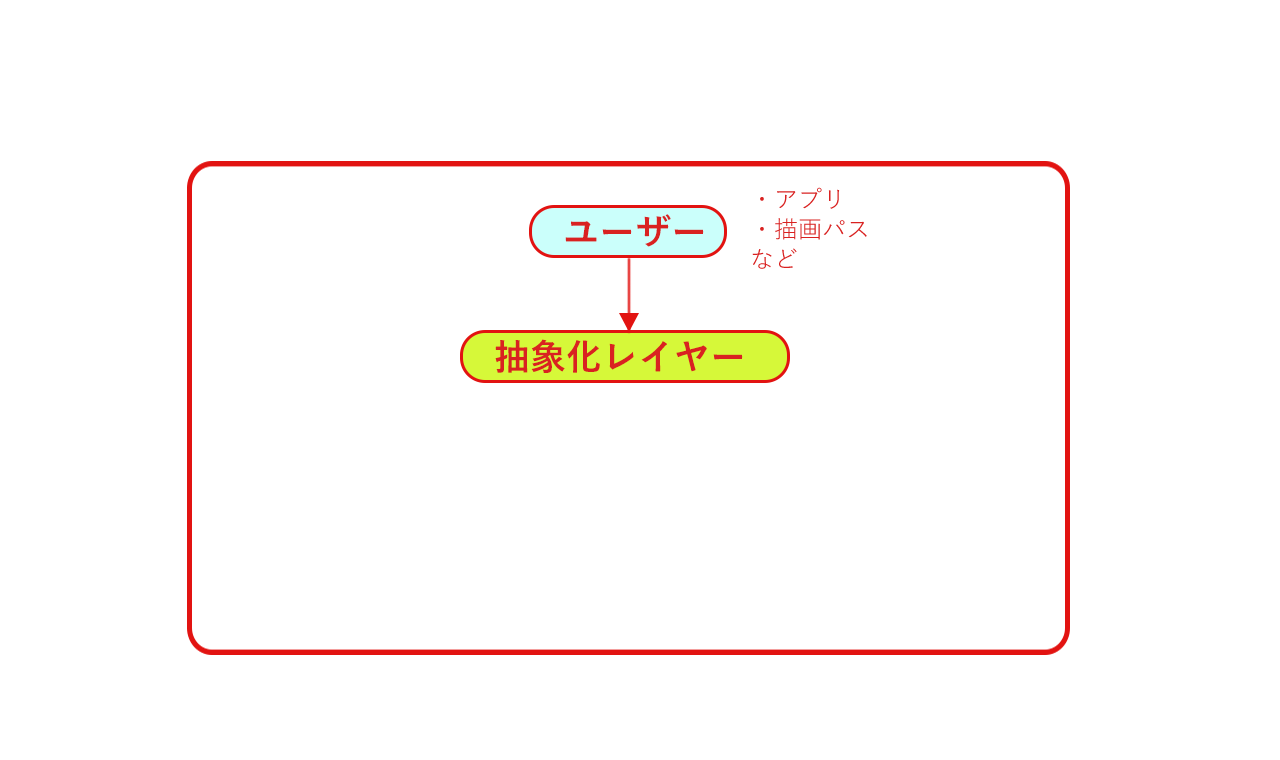 ユーザー
・アプリ
・描画パス
など
抽象化レイヤー